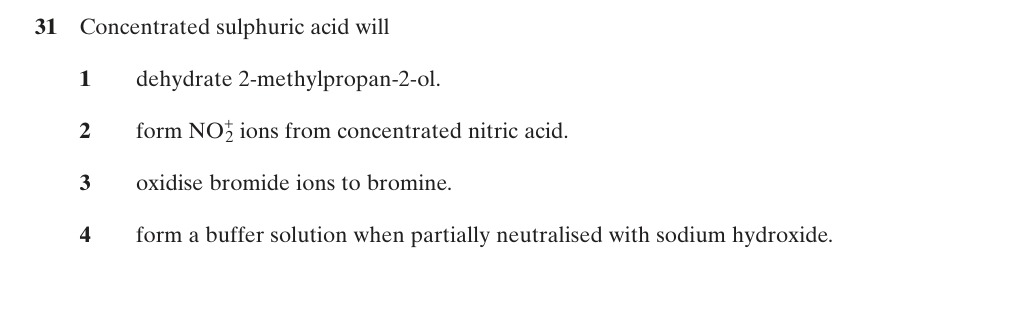 31 Concentrated sulphuric acid will
1 dehydrate 2-methylpropan-2-ol.
2 form NO₂⁺ ions from concentrated nitric acid.
3 oxidise bromide ions to bromine.
4 form a buffer solution when partially neutralised with sodium hydroxide.